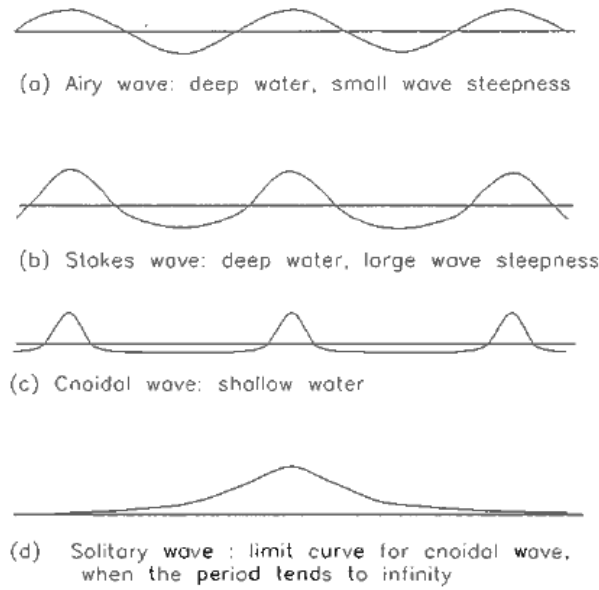 (a) Airy wave: deep water, small wave steepness
(b) Stokes wave: deep water, large wave steepness
(c) Cnoidal wave: shallow water
(d) Solitary wave : limit curve for cnoidal wave,
when the period tends to infinity